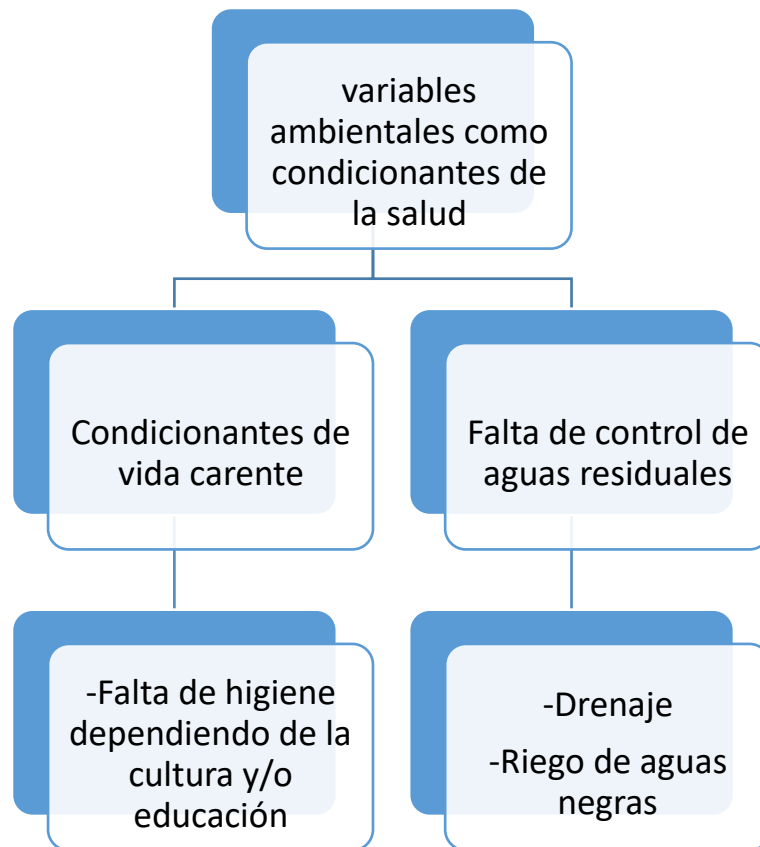 variables
ambientales como
condicionantes de
la salud
Condicionantes de
vida carente
Falta de control de
aguas residuales
-Falta de higiene
dependiendo de la
cultura y/o
educación
-Drenaje
-Riego de aguas
negras